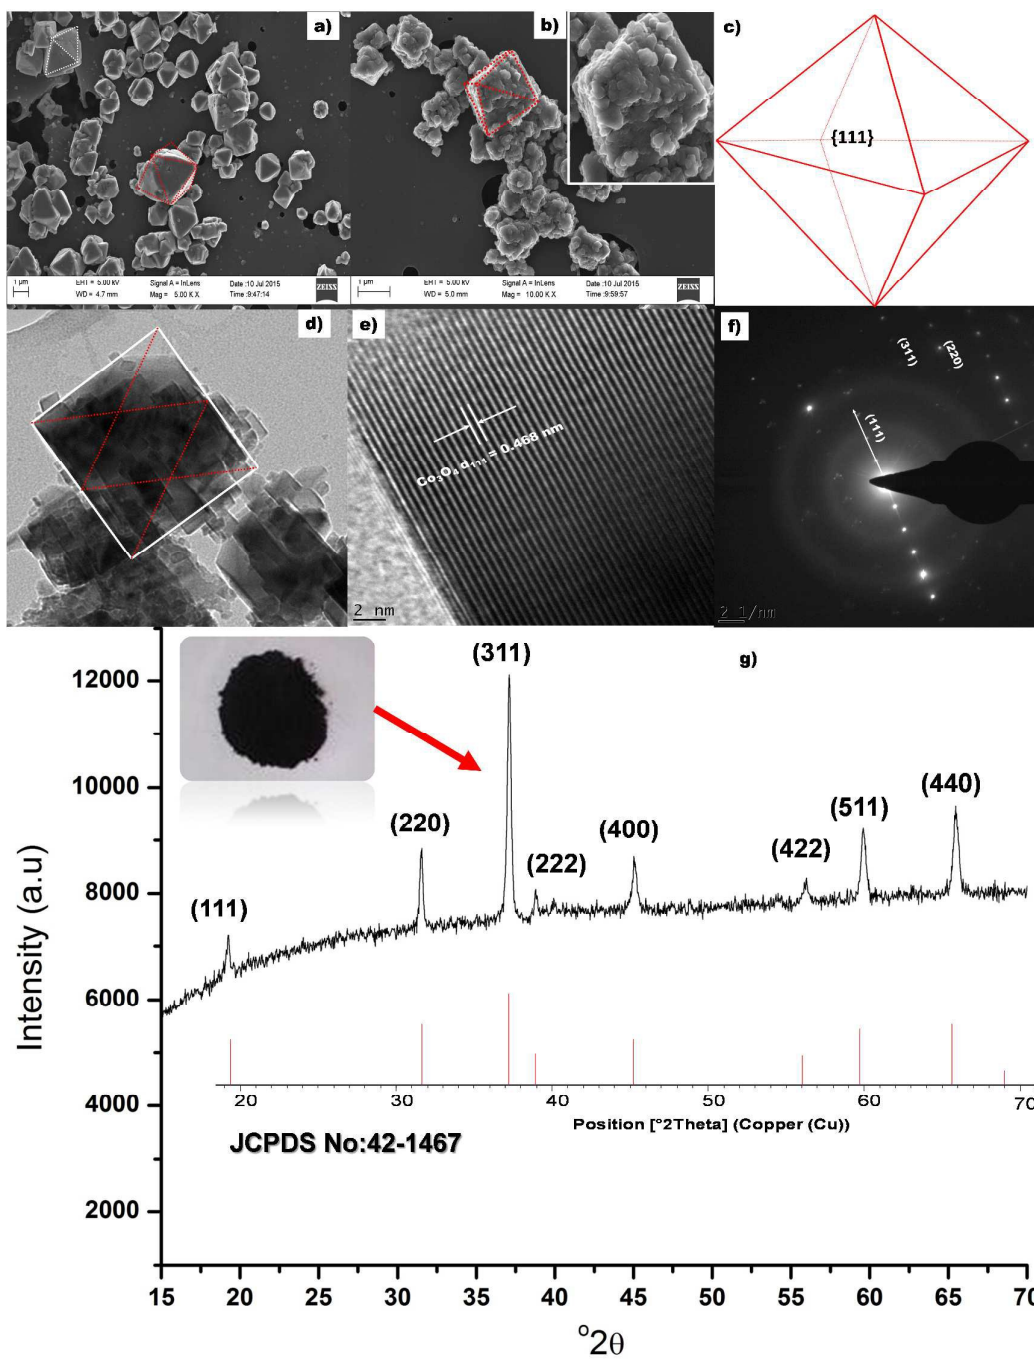 a)
1 µm
EHT = 5.00 kV
WD = 4.7 mm
Signal A = InLens
Mag = 5.00 K X
Date :10 Jul 2015
Time :9:47:14
ZEISS
b)
1 µm
EHT = 5.00 kV
WD = 5.0 mm
Signal A = InLens
Mag = 10.00 K X
Date :10 Jul 2015
Time :9:59:57
ZEISS
c)
{111}
d)
e)
Co₃O₄ d₁₁₁ = 0.468 nm
2 nm
f)
(311)
(220)
(111)
2 1/nm
g)
(111)
(220)
(311)
(222)
(400)
(422)
(511)
(440)
12000
10000
8000
6000
4000
2000
Intensity (a.u)
20
30
40
50
60
70
Position [°2Theta] (Copper (Cu))
JCPDS No:42-1467
15 20 25 30 35 40 45 50 55 60 65 70
°2θ